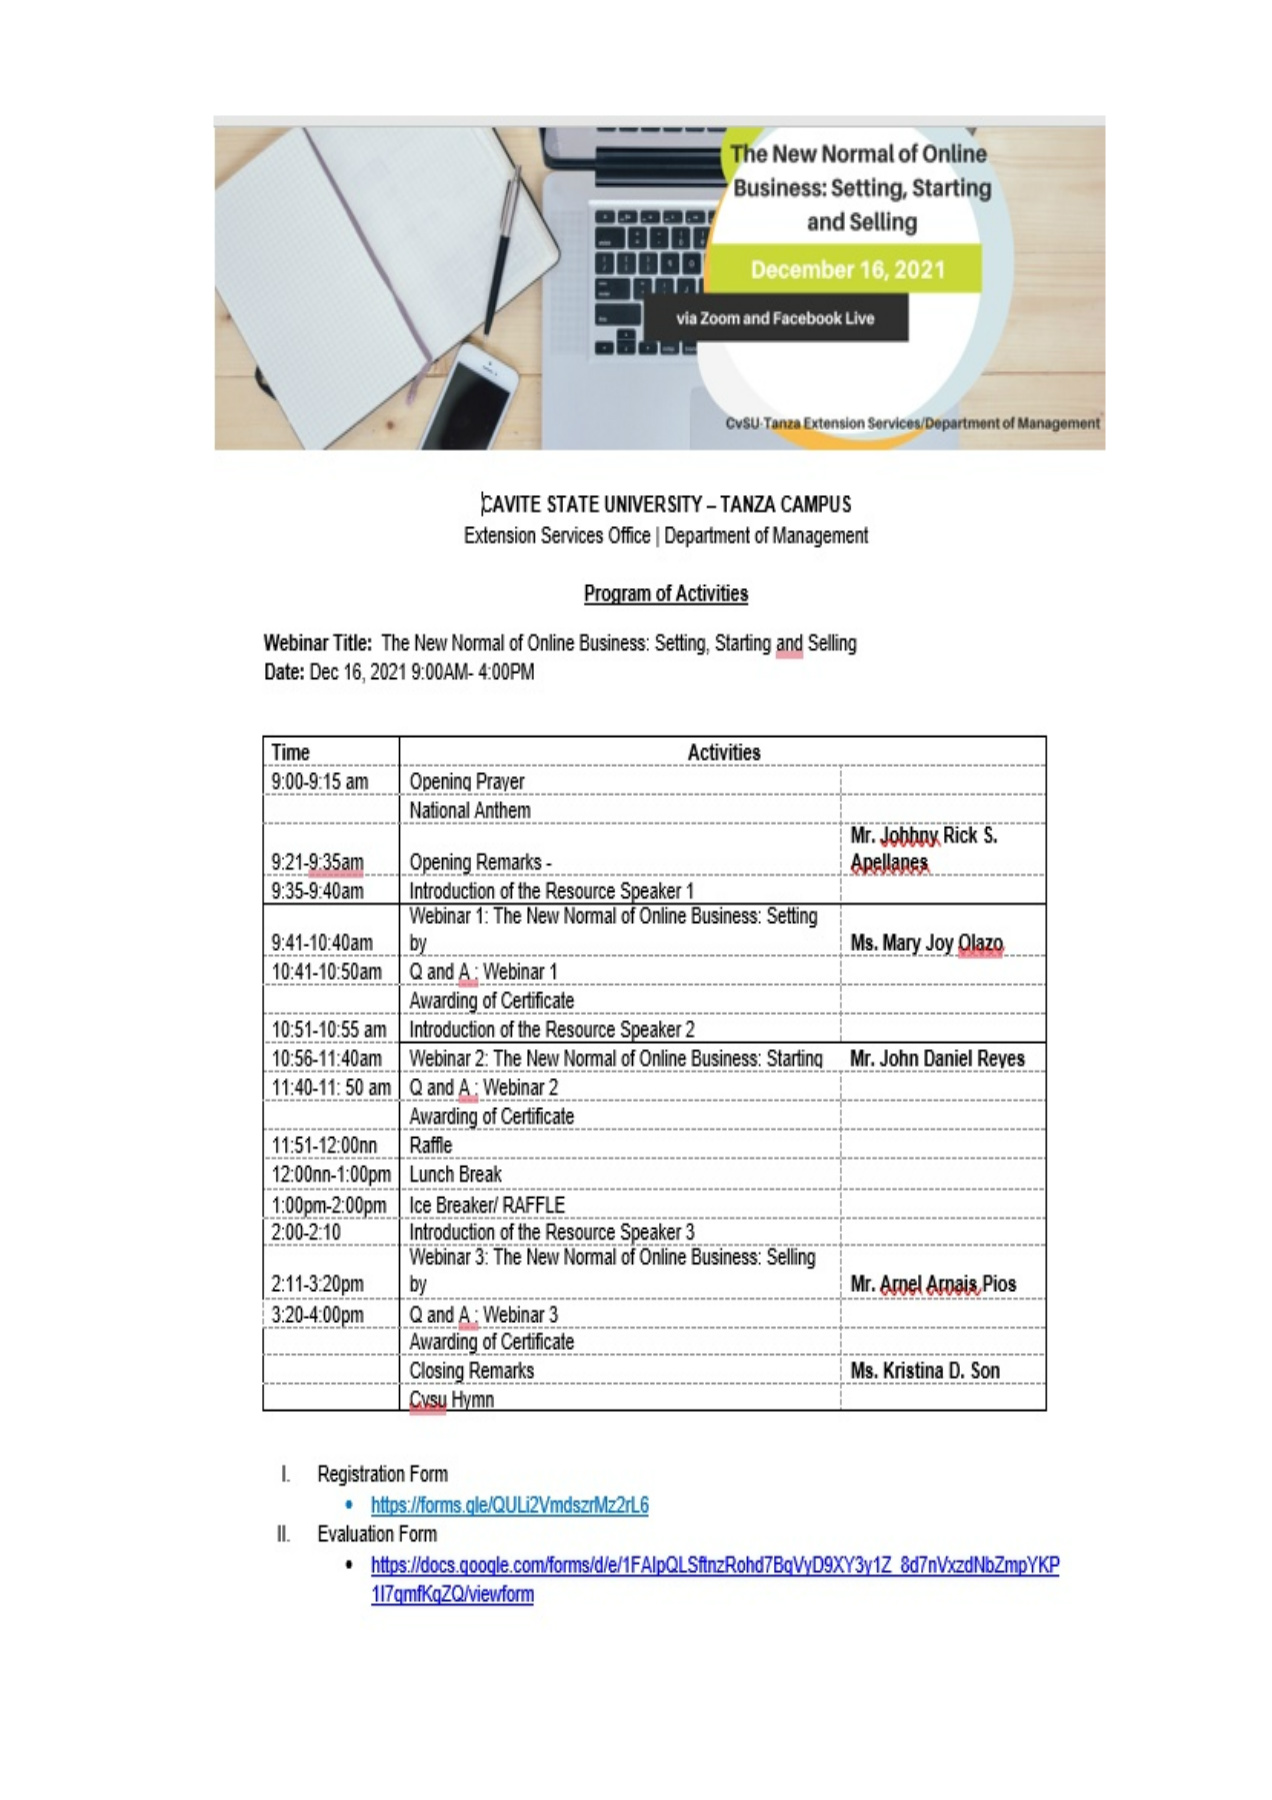 The New Normal of Online
Business: Setting, Starting
and Selling
December 16, 2021
via Zoom and Facebook Live
CvSU-Tanza Extension Services/Department of Management
CAVITE STATE UNIVERSITY – TANZA CAMPUS
Extension Services Office | Department of Management
Program of Activities
Webinar Title: The New Normal of Online Business: Setting, Starting and Selling
Date: Dec 16, 2021 9:00AM- 4:00PM
Time Activities
9:00-9:15 am Opening Prayer
National Anthem
Mr. Johhny Rick S.
9:21-9:35am Opening Remarks - Apellanes
9:35-9:40am Introduction of the Resource Speaker 1
Webinar 1: The New Normal of Online Business: Setting
9:41-10:40am by Ms. Mary Joy Olazo
10:41-10:50am Q and A ; Webinar 1
Awarding of Certificate
10:51-10:55 am Introduction of the Resource Speaker 2
10:56-11:40am Webinar 2: The New Normal of Online Business: Starting Mr. John Daniel Reyes
11:40-11: 50 am Q and A ; Webinar 2
Awarding of Certificate
11:51-12:00nn Raffle
12:00nn-1:00pm Lunch Break
1:00pm-2:00pm Ice Breaker/ RAFFLE
2:00-2:10 Introduction of the Resource Speaker 3
Webinar 3: The New Normal of Online Business: Selling
2:11-3:20pm by Mr. Arnel Arnais Pios
3:20-4:00pm Q and A ; Webinar 3
Awarding of Certificate
Closing Remarks Ms. Kristina D. Son
Cvsu Hymn
I. Registration Form
• https://forms.gle/QULi2VmdszrMz2rL6
II. Evaluation Form
• https://docs.google.com/forms/d/e/1FAIpQLSftnzRohd7BqVyD9XY3y1Z_8d7nVxzdNbZmpYKP
1I7qmfKgZQ/viewform